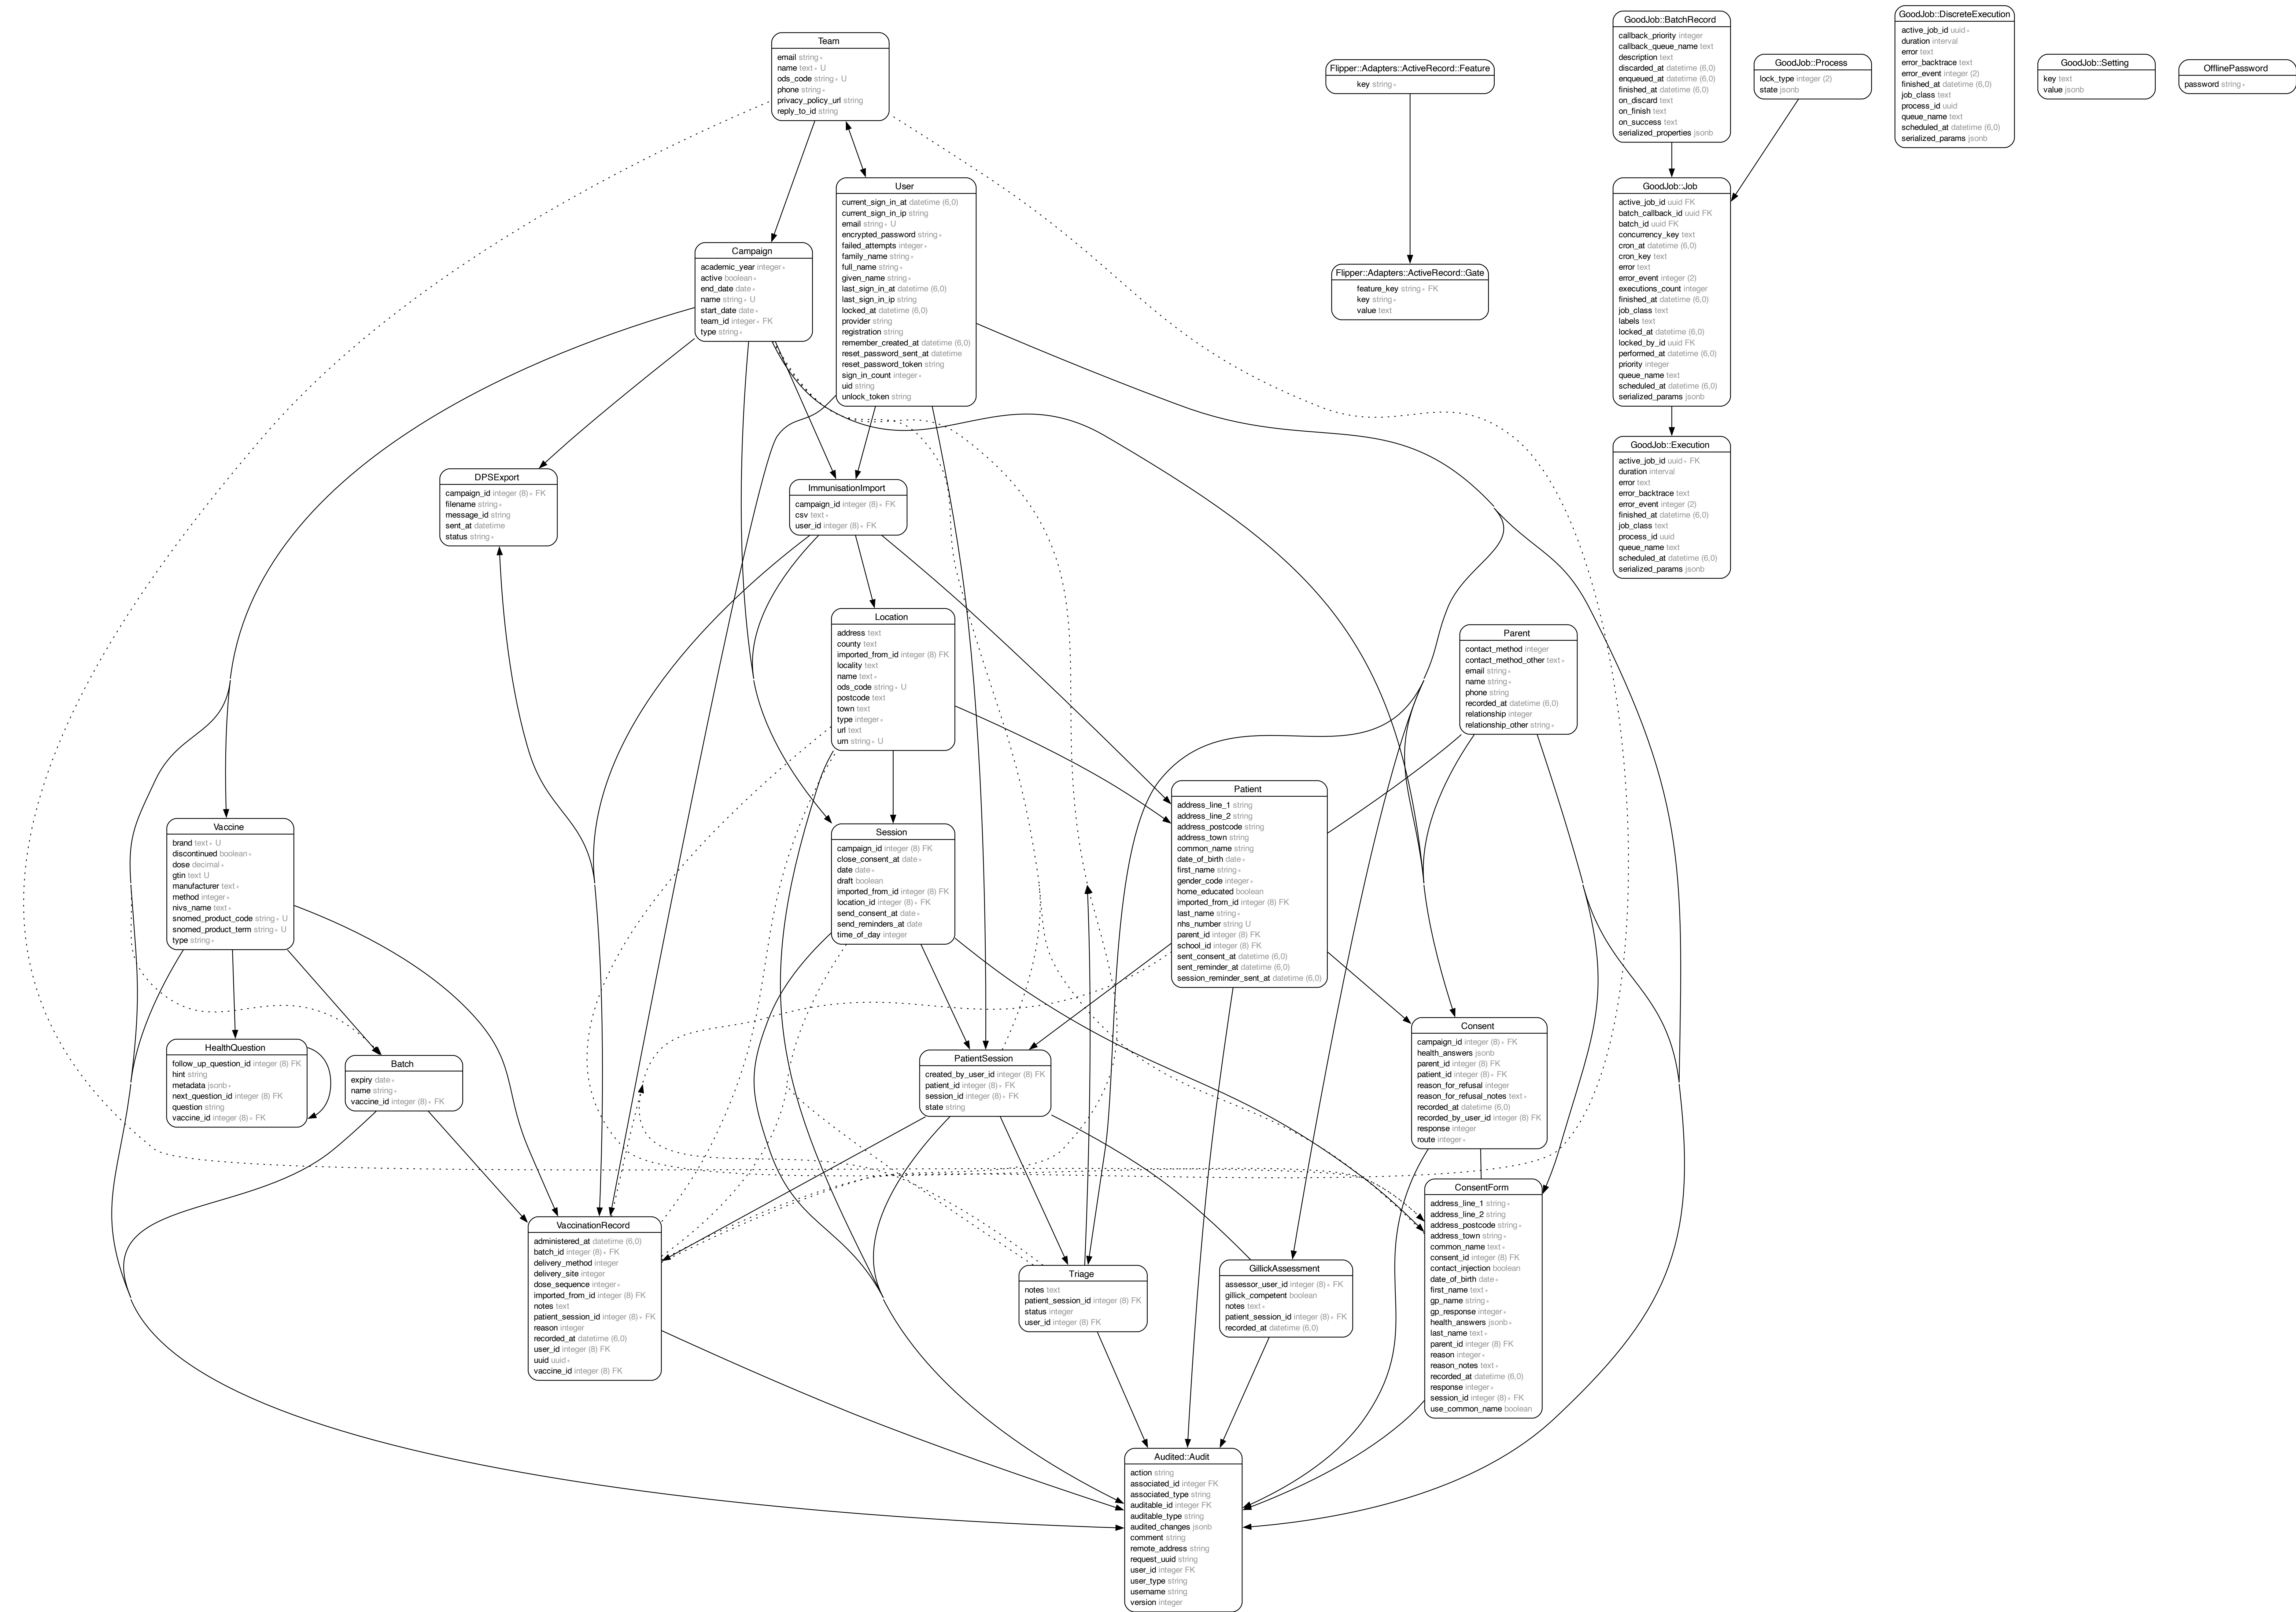 Team
email string ∗
name text ∗ U
ods_code string ∗ U
phone string ∗
privacy_policy_url string
reply_to_id string
Flipper::Adapters::ActiveRecord::Feature
key string ∗
GoodJob::BatchRecord
callback_priority integer
callback_queue_name text
description text
discarded_at datetime (6,0)
enqueued_at datetime (6,0)
finished_at datetime (6,0)
on_discard text
on_finish text
on_success text
serialized_properties jsonb
GoodJob::Process
lock_type integer (2)
state jsonb
GoodJob::DiscreteExecution
active_job_id uuid ∗
duration interval
error text
error_backtrace text
error_event integer (2)
finished_at datetime (6,0)
job_class text
process_id uuid
queue_name text
scheduled_at datetime (6,0)
serialized_params jsonb
GoodJob::Setting
key text
value jsonb
OfflinePassword
password string ∗
User
current_sign_in_at datetime (6,0)
current_sign_in_ip string
email string ∗ U
encrypted_password string ∗
failed_attempts integer ∗
family_name string ∗
full_name string ∗
given_name string ∗
last_sign_in_at datetime (6,0)
last_sign_in_ip string
locked_at datetime (6,0)
provider string
registration string
remember_created_at datetime (6,0)
reset_password_sent_at datetime
reset_password_token string
sign_in_count integer ∗
uid string
unlock_token string
Campaign
academic_year integer ∗
active boolean ∗
end_date date ∗
name string ∗ U
start_date date ∗
team_id integer ∗ FK
type string ∗
Flipper::Adapters::ActiveRecord::Gate
feature_key string ∗ FK
key string ∗
value text
GoodJob::Job
active_job_id uuid FK
batch_callback_id uuid FK
batch_id uuid FK
concurrency_key text
cron_at datetime (6,0)
cron_key text
error text
error_event integer (2)
executions_count integer
finished_at datetime (6,0)
job_class text
labels text
locked_at datetime (6,0)
locked_by_id uuid FK
performed_at datetime (6,0)
priority integer
queue_name text
scheduled_at datetime (6,0)
serialized_params jsonb
GoodJob::Execution
active_job_id uuid ∗ FK
duration interval
error text
error_backtrace text
error_event integer (2)
finished_at datetime (6,0)
job_class text
process_id uuid
queue_name text
scheduled_at datetime (6,0)
serialized_params jsonb
DPSExport
campaign_id integer (8) ∗ FK
filename string ∗
message_id string
sent_at datetime
status string ∗
ImmunisationImport
campaign_id integer (8) ∗ FK
csv text ∗
user_id integer (8) ∗ FK
Location
address text
county text
imported_from_id integer (8) FK
locality text
name text ∗
ods_code string ∗ U
postcode text
town text
type integer ∗
url text
urn string ∗ U
Parent
contact_method integer
contact_method_other text ∗
email string ∗
name string ∗
phone string
recorded_at datetime (6,0)
relationship integer
relationship_other string ∗
Patient
address_line_1 string
address_line_2 string
address_postcode string
address_town string
common_name string
date_of_birth date ∗
first_name string ∗
gender_code integer ∗
home_educated boolean
imported_from_id integer (8) FK
last_name string ∗
nhs_number string U
parent_id integer (8) FK
school_id integer (8) FK
sent_consent_at datetime (6,0)
sent_reminder_at datetime (6,0)
session_reminder_sent_at datetime (6,0)
Vaccine
brand text ∗ U
discontinued boolean ∗
dose decimal ∗
gtin text U
manufacturer text ∗
method integer ∗
nivs_name text ∗
snomed_product_code string ∗ U
snomed_product_term string ∗ U
type string ∗
Session
campaign_id integer (8) FK
close_consent_at date ∗
date date ∗
draft boolean
imported_from_id integer (8) FK
location_id integer (8) ∗ FK
send_consent_at date ∗
send_reminders_at date
time_of_day integer
HealthQuestion
follow_up_question_id integer (8) FK
hint string
metadata jsonb ∗
next_question_id integer (8) FK
question string
vaccine_id integer (8) ∗ FK
Batch
expiry date ∗
name string ∗
vaccine_id integer (8) ∗ FK
PatientSession
created_by_user_id integer (8) FK
patient_id integer (8) ∗ FK
session_id integer (8) ∗ FK
state string
Consent
campaign_id integer (8) ∗ FK
health_answers jsonb
parent_id integer (8) FK
patient_id integer (8) ∗ FK
reason_for_refusal integer
reason_for_refusal_notes text ∗
recorded_at datetime (6,0)
recorded_by_user_id integer (8) FK
response integer
route integer ∗
ConsentForm
address_line_1 string ∗
address_line_2 string
address_postcode string ∗
address_town string ∗
common_name text ∗
consent_id integer (8) FK
contact_injection boolean
date_of_birth date ∗
first_name text ∗
gp_name string ∗
gp_response integer ∗
health_answers jsonb ∗
last_name text ∗
parent_id integer (8) FK
reason integer ∗
reason_notes text ∗
recorded_at datetime (6,0)
response integer ∗
session_id integer (8) ∗ FK
use_common_name boolean
VaccinationRecord
administered_at datetime (6,0)
batch_id integer (8) ∗ FK
delivery_method integer
delivery_site integer
dose_sequence integer ∗
imported_from_id integer (8) FK
notes text
patient_session_id integer (8) ∗ FK
reason integer
recorded_at datetime (6,0)
user_id integer (8) FK
uuid uuid ∗
vaccine_id integer (8) FK
Triage
notes text
patient_session_id integer (8) FK
status integer
user_id integer (8) FK
GillickAssessment
assessor_user_id integer (8) ∗ FK
gillick_competent boolean
notes text ∗
patient_session_id integer (8) ∗ FK
recorded_at datetime (6,0)
Audited::Audit
action string
associated_id integer FK
associated_type string
auditable_id integer FK
auditable_type string
audited_changes jsonb
comment string
remote_address string
request_uuid string
user_id integer FK
user_type string
username string
version integer